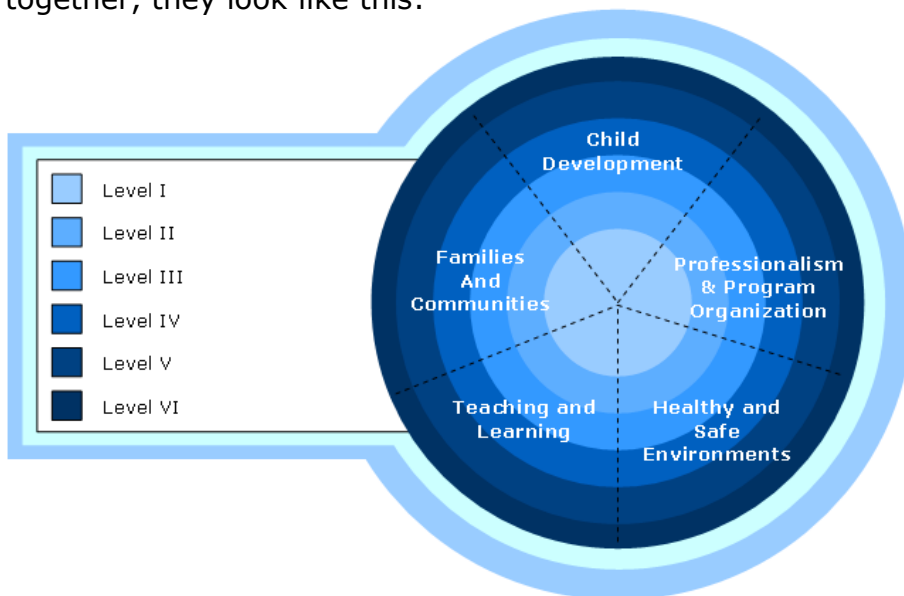 together, they look like this:
Child
Development
Level I
Level II
Level III
Level IV
Level V
Level VI
Families
And
Communities
Professionalism
& Program
Organization
Teaching and
Learning
Healthy and
Safe
Environments